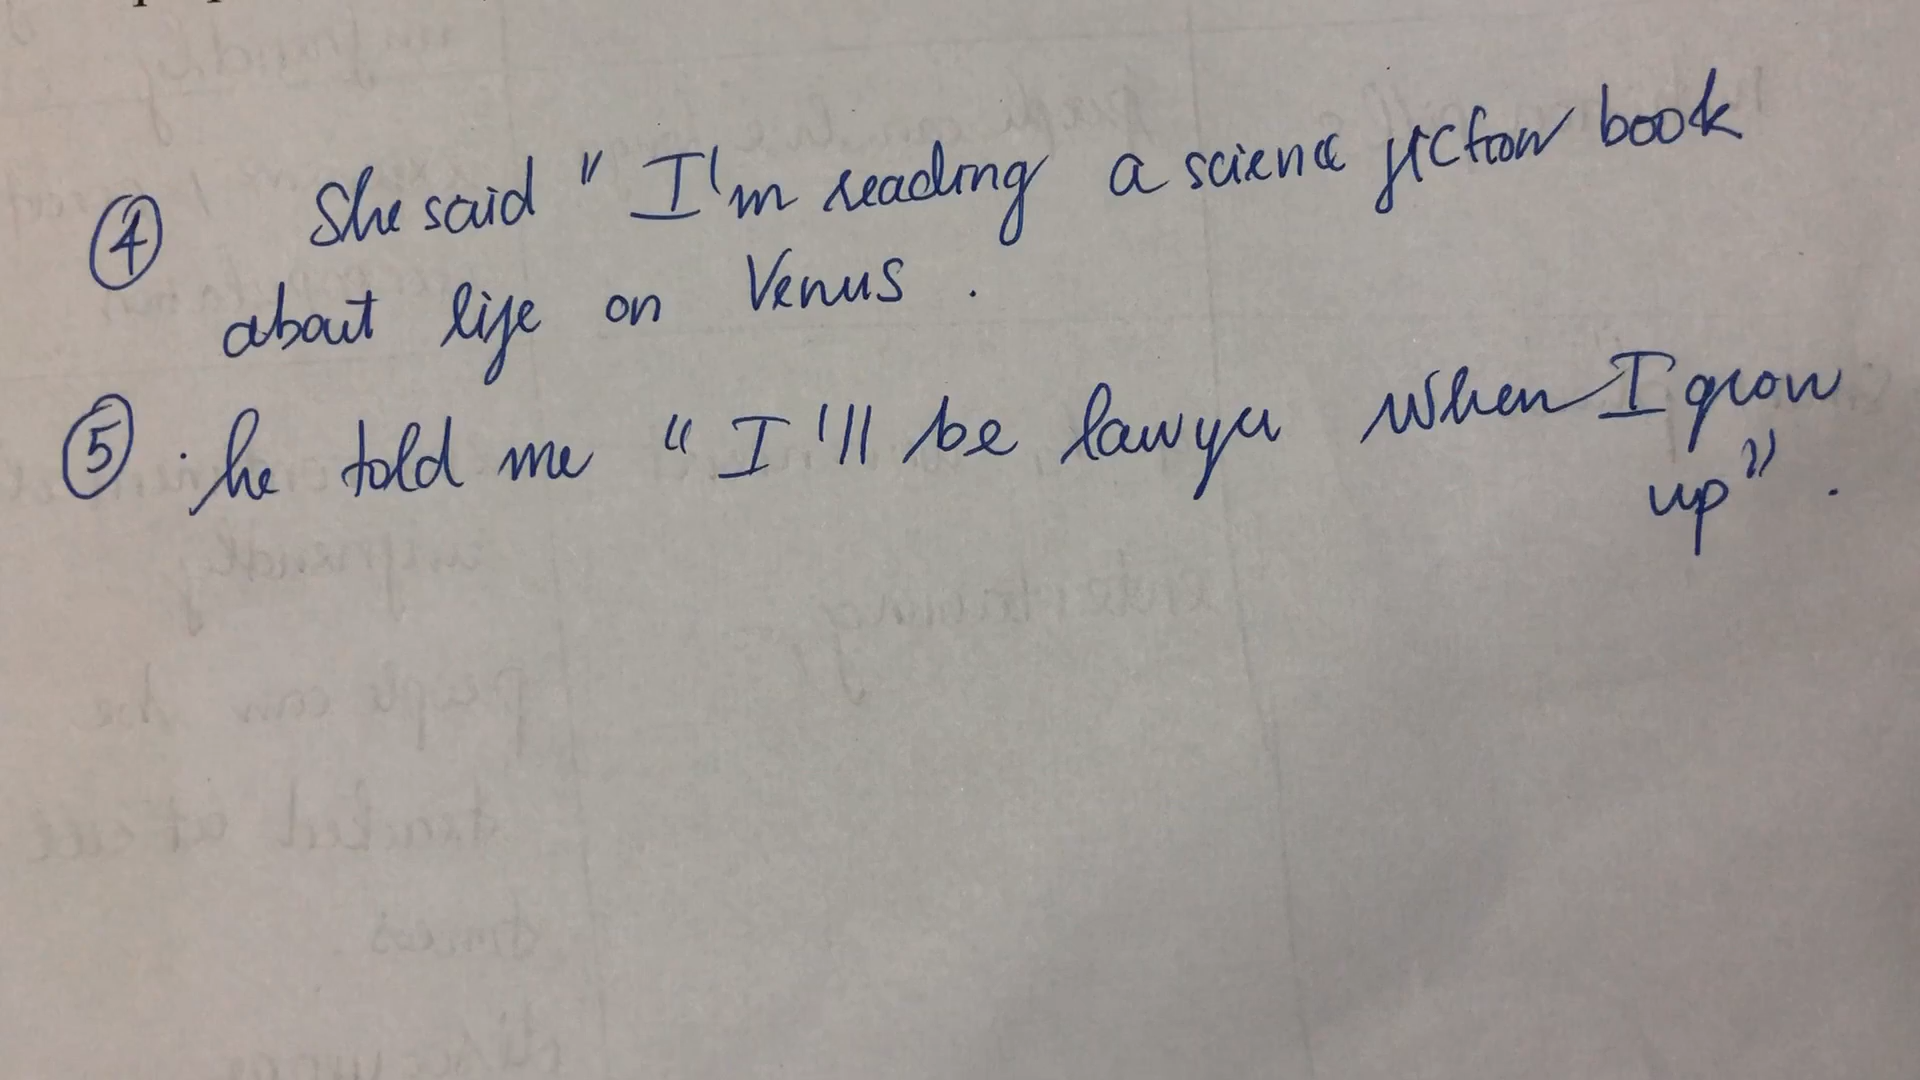 ④ She said " I'm reading a science fiction book
about life on Venus .
⑤ . he told me " I'll be lawyer when I grow
up" .